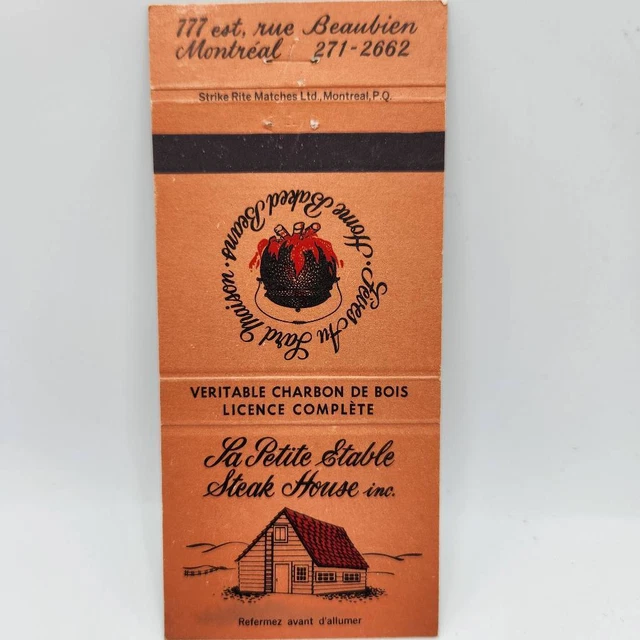 777 est, rue Beaubien
Montréal 271-2662
Strike Rite Matches Ltd., Montreal, P.Q.
Home Baked Beans
Fèves Au Lard Maison
VERITABLE CHARBON DE BOIS
LICENCE COMPLÈTE
La Petite Etable
Steak House inc.
Refermez avant d'allumer